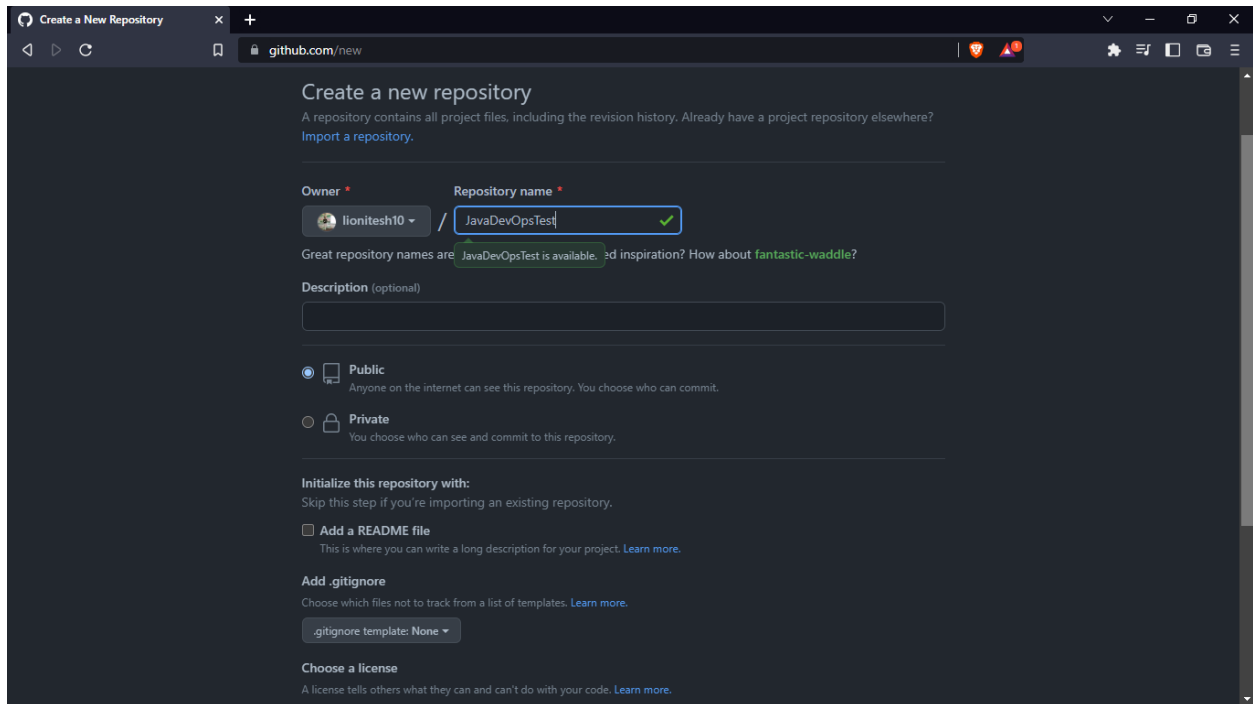 Create a New Repository
github.com/new
Create a new repository
A repository contains all project files, including the revision history. Already have a project repository elsewhere?
Import a repository.
Owner *
Repository name *
lionitesh10
/
JavaDevOpsTest
Great repository names are
JavaDevOpsTest is available.
inspiration? How about fantastic-waddle?
Description (optional)
Public
Anyone on the internet can see this repository. You choose who can commit.
Private
You choose who can see and commit to this repository.
Initialize this repository with:
Skip this step if you're importing an existing repository.
Add a README file
This is where you can write a long description for your project. Learn more.
Add .gitignore
Choose which files not to track from a list of templates. Learn more.
.gitignore template: None
Choose a license
A license tells others what they can and can't do with your code. Learn more.